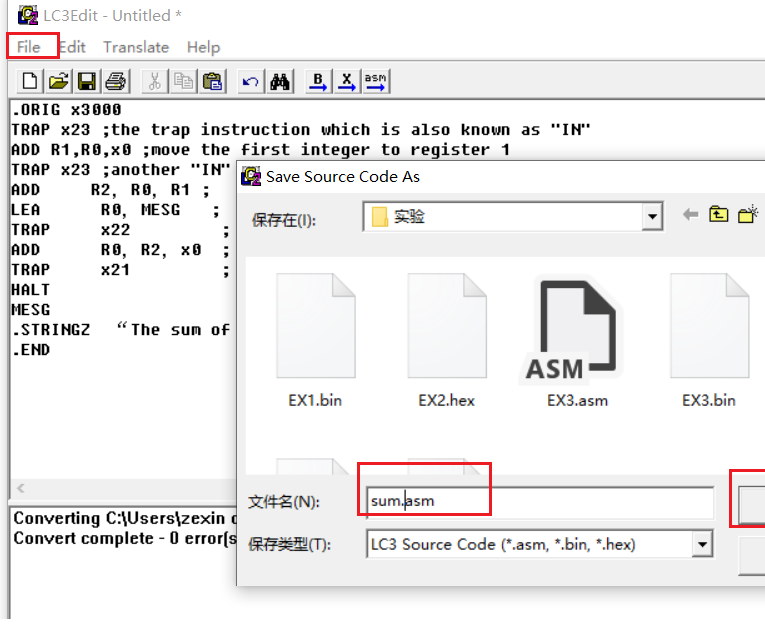 LC3Edit - Untitled *
File Edit Translate Help
B X asm
.ORIG x3000
TRAP x23 ;the trap instruction which is also known as "IN"
ADD R1,R0,x0 ;move the first integer to register 1
TRAP x23 ;another "IN"
ADD R2, R0, R1 ;
LEA R0, MESG ;
TRAP x22 ;
ADD R0, R2, x0 ;
TRAP x21 ;
HALT
MESG
.STRINGZ “The sum of
.END
Save Source Code As
保存在(I):
实验
ASM
EX1.bin
EX2.hex
EX3.asm
EX3.bin
文件名(N):
sum.asm
保存类型(T):
LC3 Source Code (*.asm, *.bin, *.hex)
Converting C:\Users\zexin
Convert complete - 0 error(s